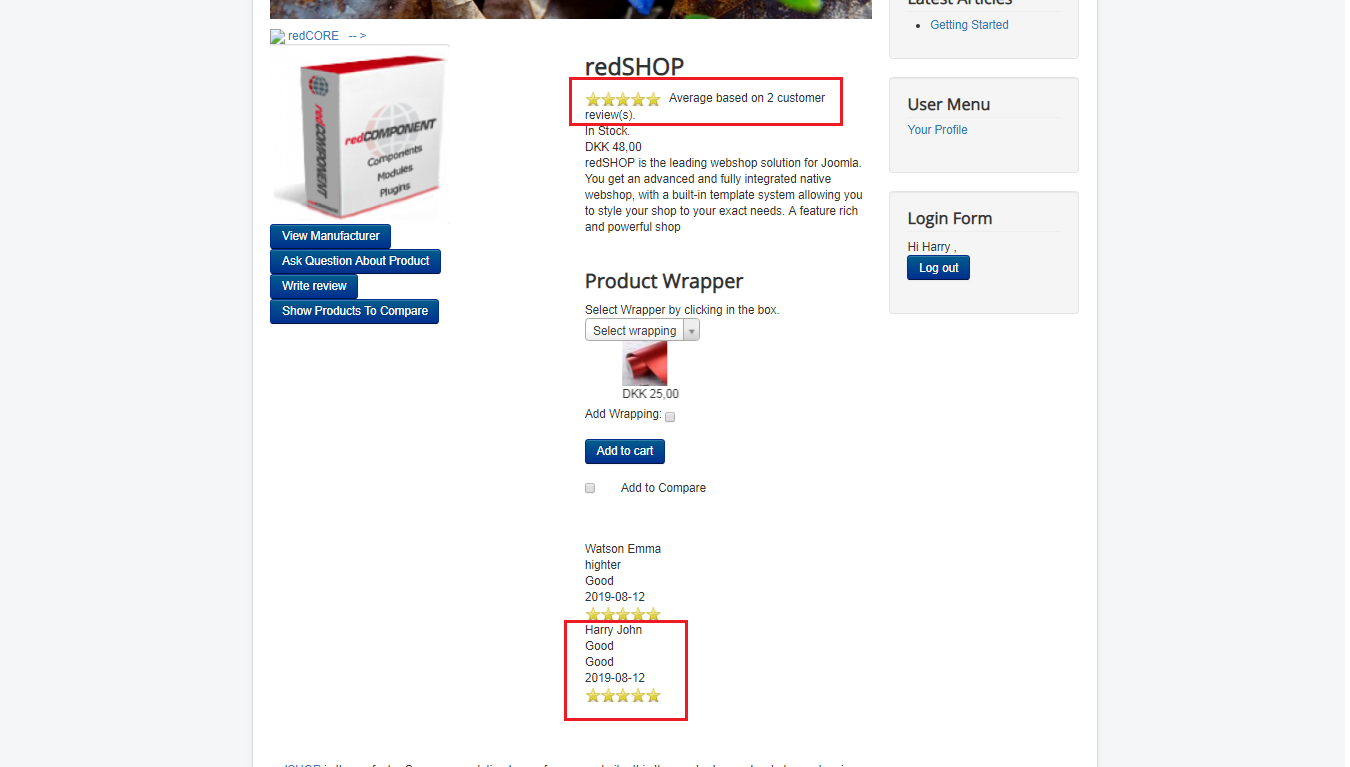 redCORE -- >
redCOMPONENT
redCOMPONENT
Components
Modules
Plugins
View Manufacturer
Ask Question About Product
Write review
Show Products To Compare
redSHOP
Average based on 2 customer
review(s).
In Stock.
DKK 48,00
redSHOP is the leading webshop solution for Joomla.
You get an advanced and fully integrated native
webshop, with a built-in template system allowing you
to style your shop to your exact needs. A feature rich
and powerful shop
Product Wrapper
Select Wrapper by clicking in the box.
Select wrapping
DKK 25,00
Add Wrapping:
Add to cart
Add to Compare
Watson Emma
highter
Good
2019-08-12
Harry John
Good
Good
2019-08-12
Latest Articles
Getting Started
User Menu
Your Profile
Login Form
Hi Harry ,
Log out